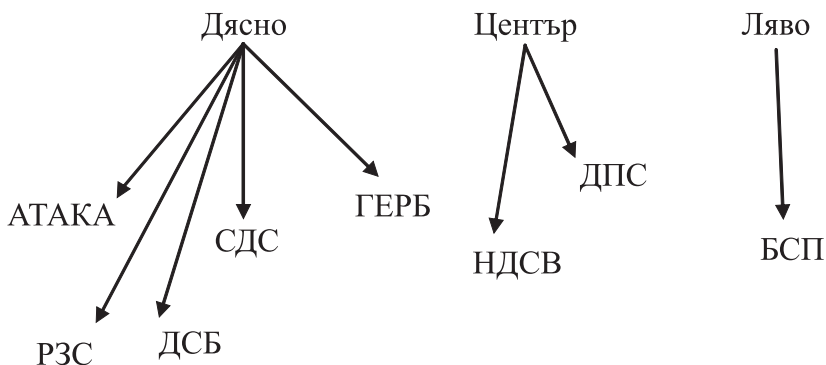 Дясно
Център
Ляво
АТАКА
РЗС
ДСБ
СДС
ГЕРБ
НДСВ
ДПС
БСП